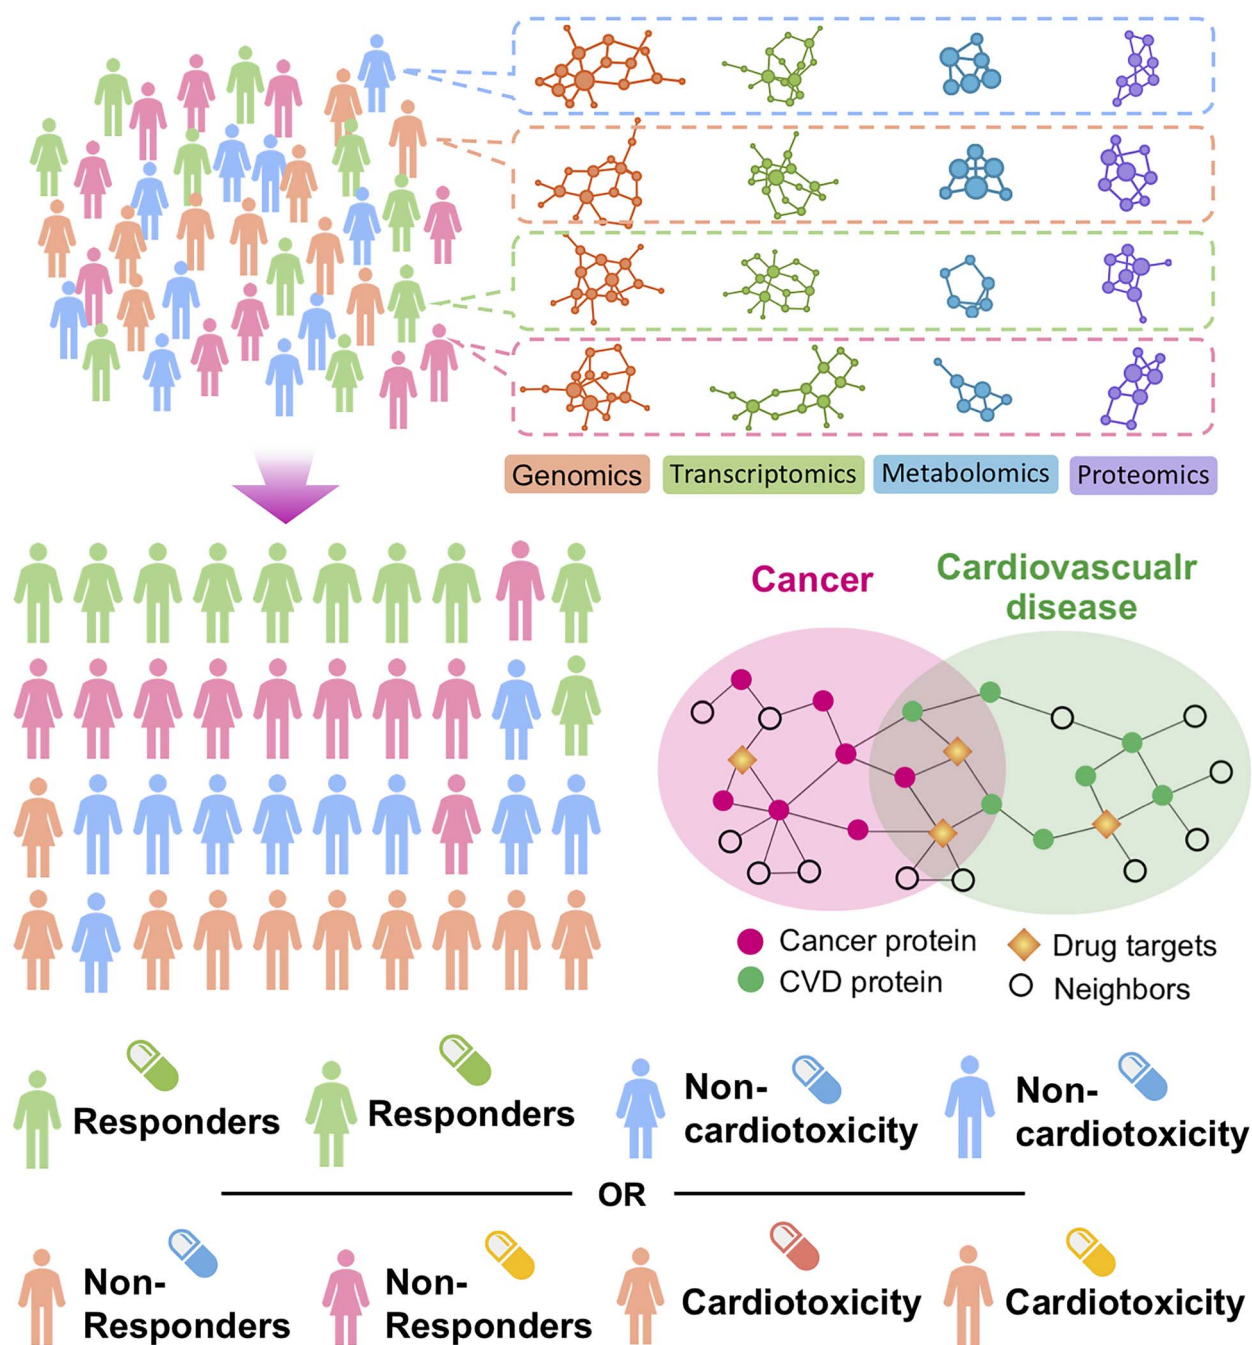 Genomics
Transcriptomics
Metabolomics
Proteomics
Cancer
Cardiovascualr
disease
Cancer protein
CVD protein
Drug targets
Neighbors
Responders
Responders
Non-
cardiotoxicity
Non-
cardiotoxicity
OR
Non-
Responders
Non-
Responders
Cardiotoxicity
Cardiotoxicity